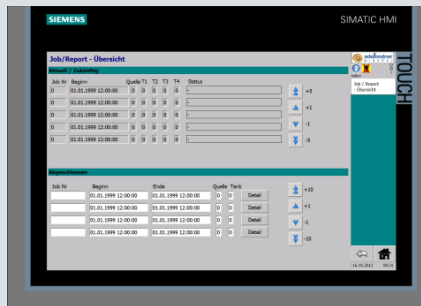 SIEMENS
SIMATIC HMI
TOUCH
Job/Report - Übersicht
Aktuell / Zukünftig
Job Nr Beginn Quelle T1 T2 T3 T4 Status
0 01.01.1999 12:00:00 0 0 0 0 0 -
0 01.01.1999 12:00:00 0 0 0 0 0 -
0 01.01.1999 12:00:00 0 0 0 0 0 -
0 01.01.1999 12:00:00 0 0 0 0 0 -
0 01.01.1999 12:00:00 0 0 0 0 0 -
+5
+1
-1
-5
Job / Report
- Übersicht
Abgeschlossen
Job Nr Beginn Ende Quelle Tank
01.01.1999 12:00:00 01.01.1999 12:00:00 0 0 Detail
01.01.1999 12:00:00 01.01.1999 12:00:00 0 0 Detail
01.01.1999 12:00:00 01.01.1999 12:00:00 0 0 Detail
01.01.1999 12:00:00 01.01.1999 12:00:00 0 0 Detail
+10
+1
-1
-10
09:31